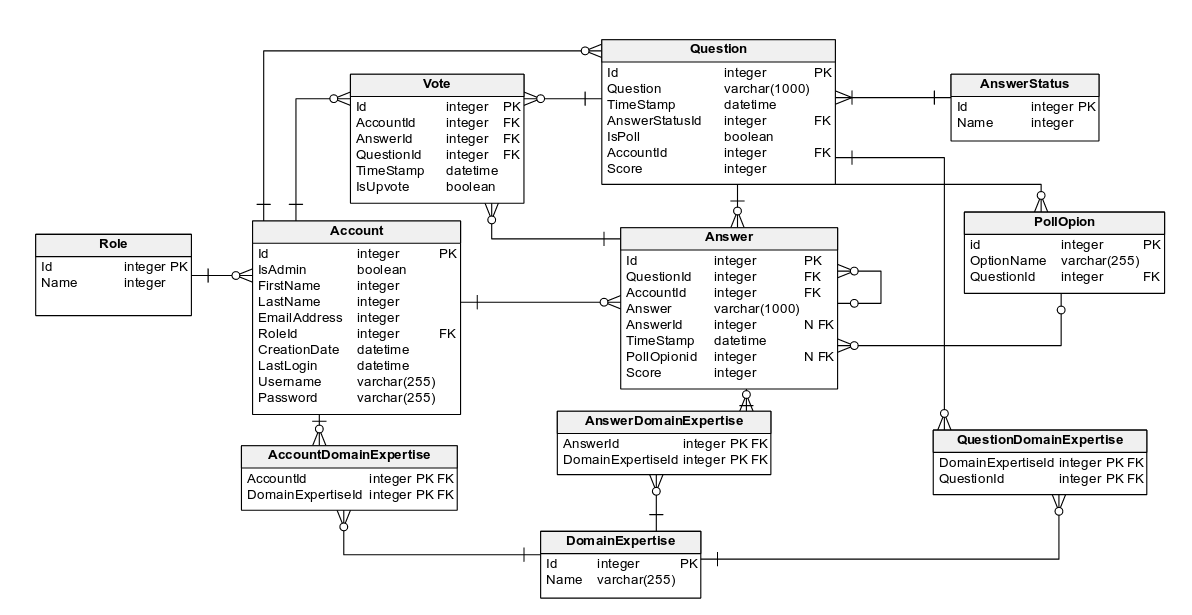 Question
Id integer PK
Question varchar(1000)
TimeStamp datetime
AnswerStatusId integer FK
IsPoll boolean
AccountId integer FK
Score integer
Vote
Id integer PK
AccountId integer FK
AnswerId integer FK
QuestionId integer FK
TimeStamp datetime
IsUpvote boolean
AnswerStatus
Id integer PK
Name integer
Role
Id integer PK
Name integer
Account
Id integer PK
IsAdmin boolean
FirstName integer
LastName integer
EmailAddress integer
RoleId integer FK
CreationDate datetime
LastLogin datetime
Username varchar(255)
Password varchar(255)
Answer
Id integer PK
QuestionId integer FK
AccountId integer FK
Answer varchar(1000)
AnswerId integer N FK
TimeStamp datetime
PollOpionid integer N FK
Score integer
PollOpion
id integer PK
OptionName varchar(255)
QuestionId integer FK
AccountDomainExpertise
AccountId integer PK FK
DomainExpertiseId integer PK FK
AnswerDomainExpertise
AnswerId integer PK FK
DomainExpertiseId integer PK FK
QuestionDomainExpertise
DomainExpertiseId integer PK FK
QuestionId integer PK FK
DomainExpertise
Id integer PK
Name varchar(255)